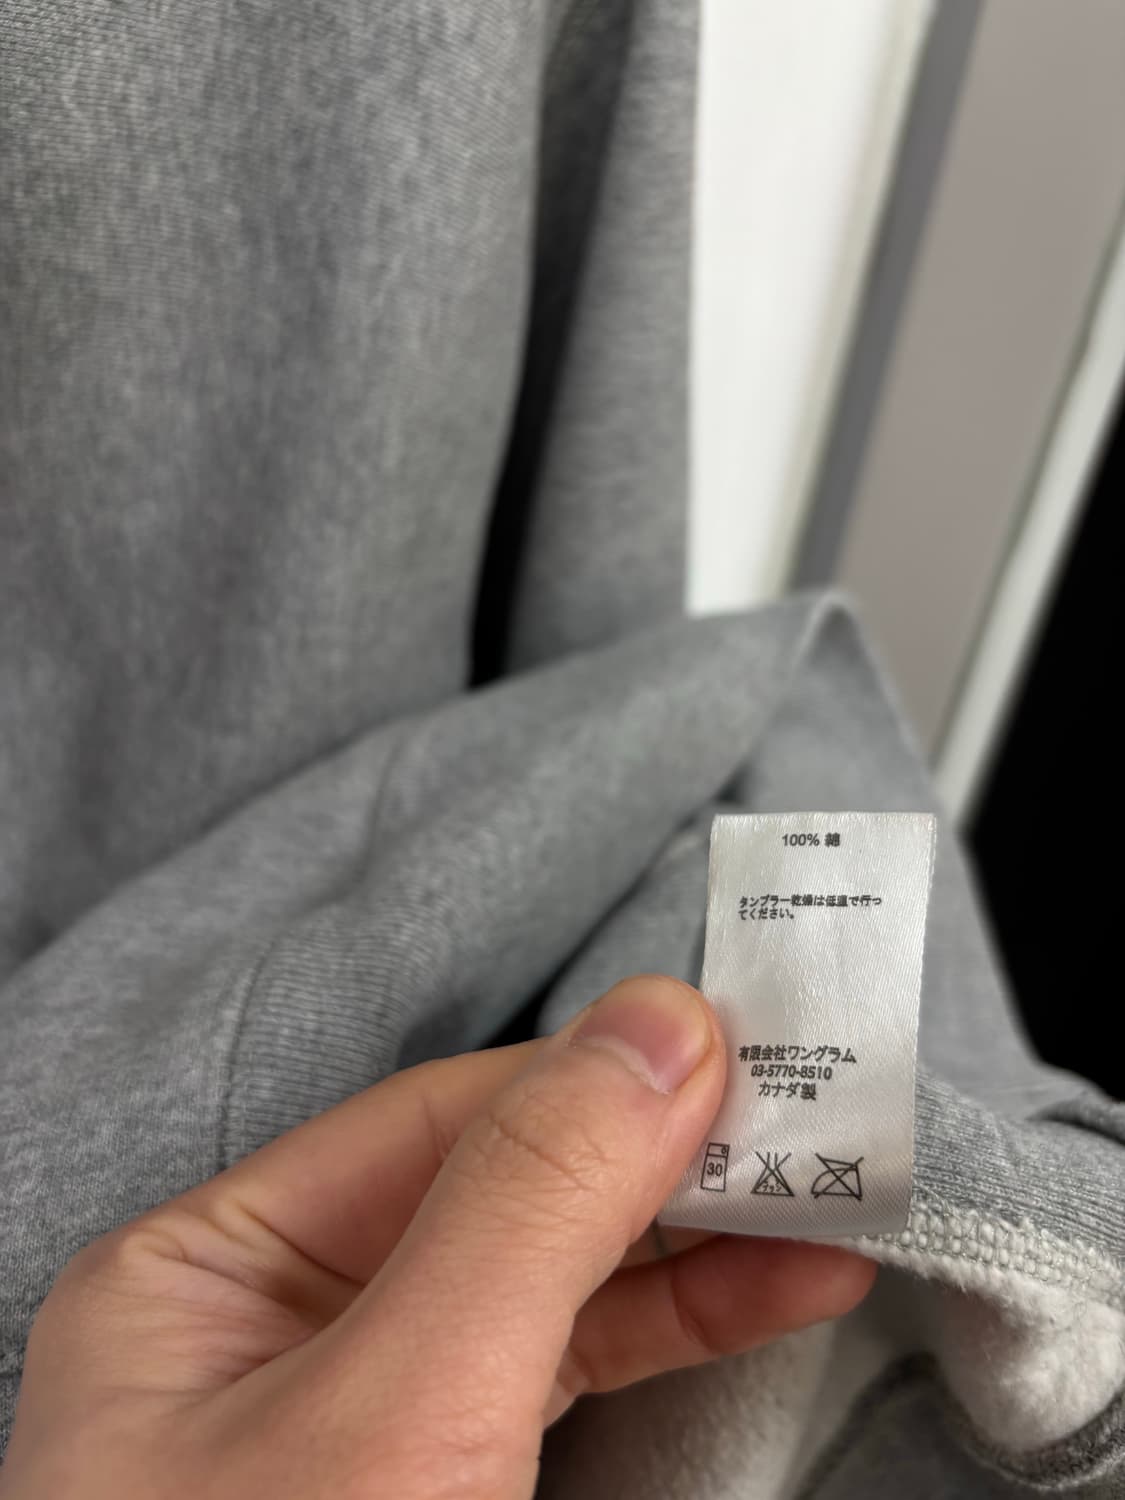 100% 綿
タンブラー乾燥は低温で行っ
てください。
有限会社ワングラム
03-5770-8510
カナダ製
30